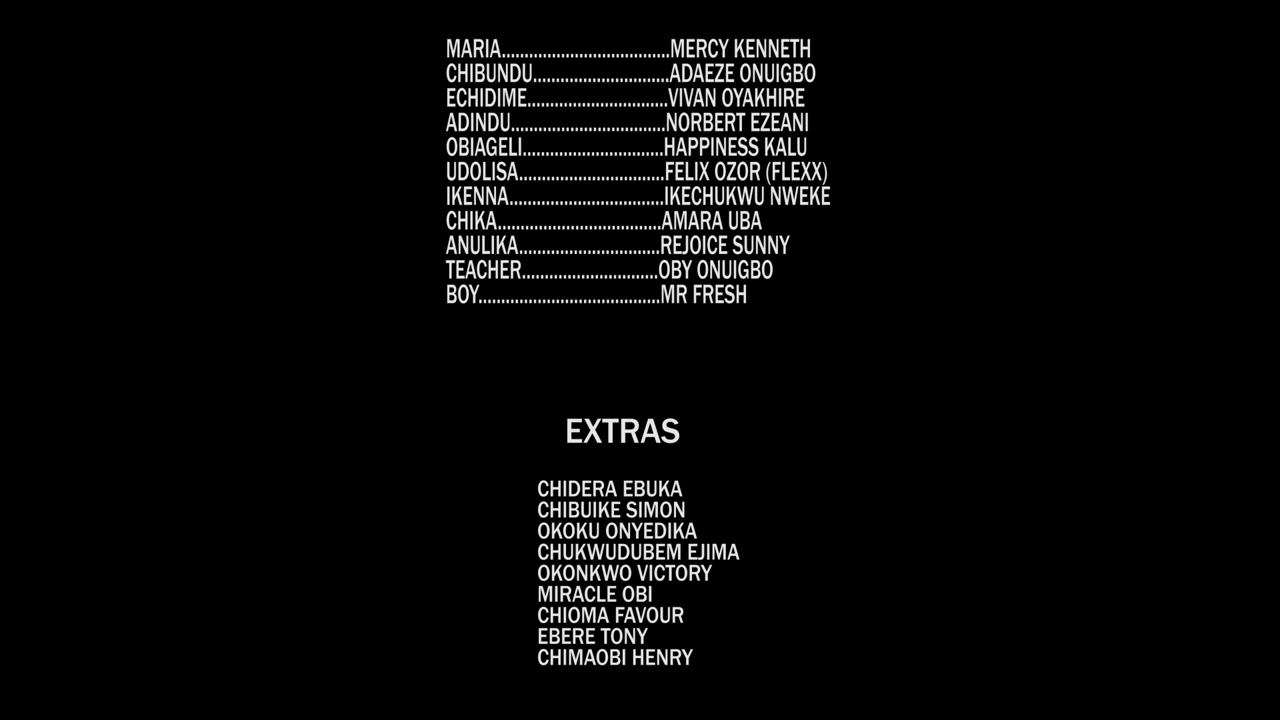 MARIA.....................................MERCY KENNETH
CHIBUNDU..............................ADAEZE ONUIGBO
ECHIDIME...............................VIVAN OYAKHIRE
ADINDU..................................NORBERT EZEANI
OBIAGELI...............................HAPPINESS KALU
UDOLISA................................FELIX OZOR (FLEXX)
IKENNA..................................IKECHUKWU NWEKE
CHIKA....................................AMARA UBA
ANULIKA...............................REJOICE SUNNY
TEACHER..............................OBY ONUIGBO
BOY........................................MR FRESH
EXTRAS
CHIDERA EBUKA
CHIBUIKE SIMON
OKOKU ONYEDIKA
CHUKWUDUBEM EJIMA
OKONKWO VICTORY
MIRACLE OBI
CHIOMA FAVOUR
EBERE TONY
CHIMAOBI HENRY